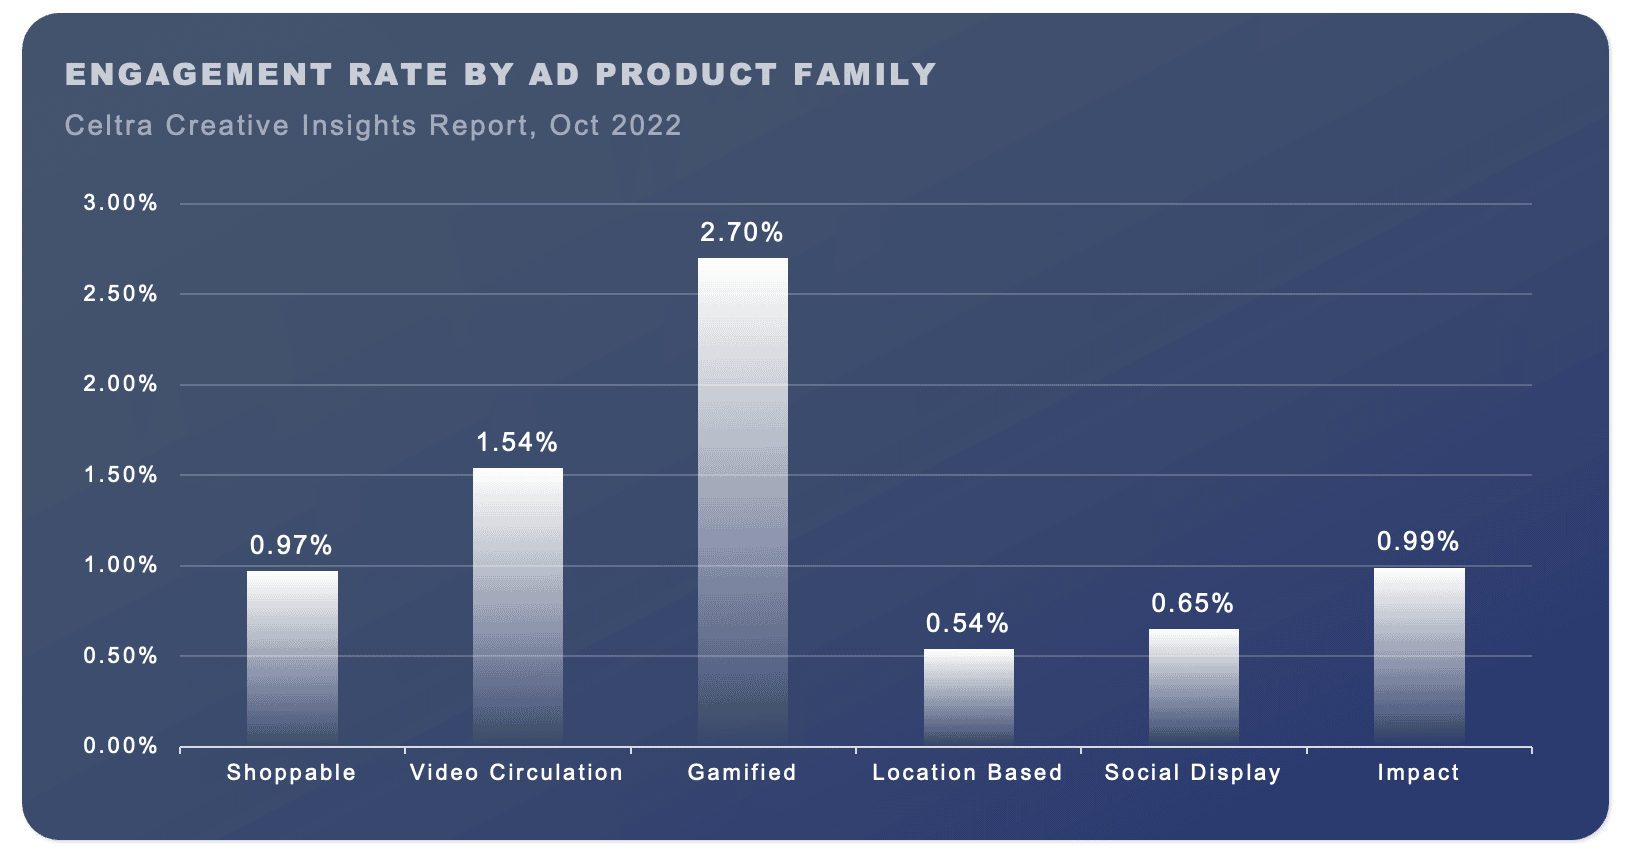 ENGAGEMENT RATE BY AD PRODUCT FAMILY
Celtra Creative Insights Report, Oct 2022
3.00%
2.50%
2.00%
1.50%
1.00%
0.50%
0.00%
0.97%
1.54%
2.70%
0.54%
0.65%
0.99%
Shoppable
Video Circulation
Gamified
Location Based
Social Display
Impact